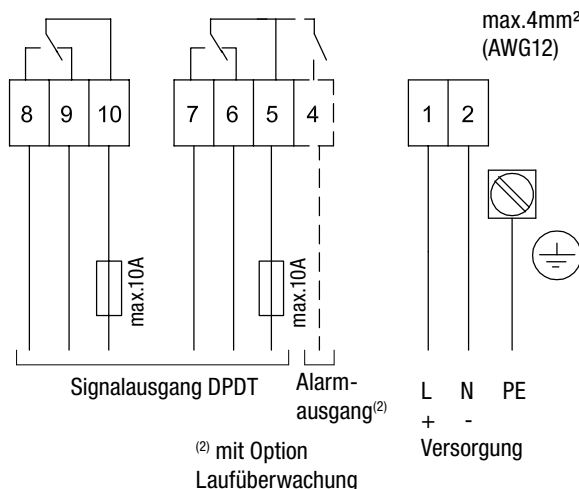 max.4mm²
(AWG12)
8 9 10 7 6 5 4 1 2
max.10A
max.10A
Signalausgang DPDT
Alarm-
ausgang⁽²⁾
L N PE
+ -
Versorgung
⁽²⁾ mit Option
Laufüberwachung